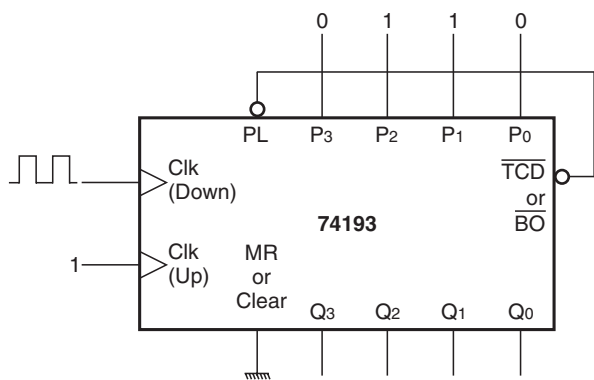 0 1 1 0
PL P3 P2 P1 P0
Clk
(Down)
TCD
or
BO
74193
1
Clk
(Up)
MR
or
Clear
Q3 Q2 Q1 Q0